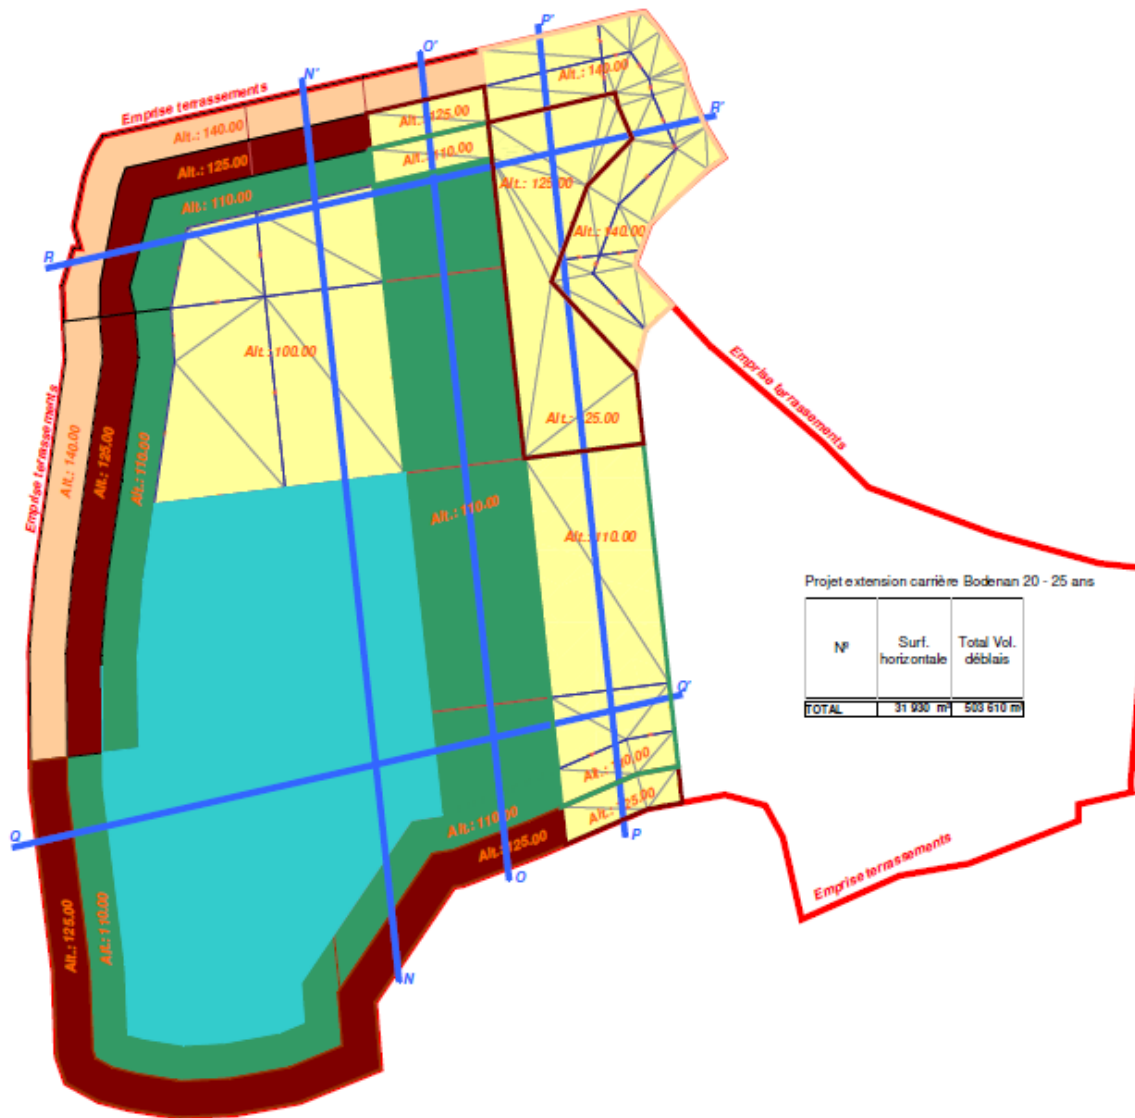 P'
O'
N'
Emprise terrassements
Alt.: 140.00
Alt.: 140.00
Alt.: 125.00
R'
Alt.: 125.00
Alt.: 110.00
Alt.: 125.00
Alt.: 110.00
Alt.: 140.00
R
Alt.: 100.00
Emprise terrassements
Emprise terrassements
Alt.: 140.00
Alt.: 125.00
Alt.: 110.00
Alt.: 125.00
Alt.: 110.00
Alt.: 110.00
Projet extension carrière Bodenan 20 - 25 ans
N° Surf. horizontale Total Vol. déblais
TOTAL 31 930 m² 503 610 m³
Q'
Alt.: 110.00
Alt.: 125.00
Alt.: 110.00
Alt.: 125.00
Q
P
O
Emprise terrassements
Alt.: 125.00
Alt.: 110.00
N